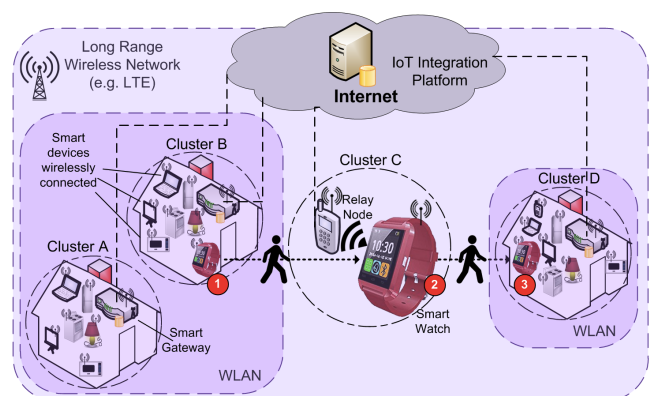 Long Range
Wireless Network
(e.g. LTE)
IoT Integration
Platform
Internet
Smart
devices
wirelessly
connected
Cluster B
Cluster C
Cluster D
Relay
Node
10:30
Cluster A
1
2
3
Smart
Watch
Smart
Gateway
WLAN
WLAN